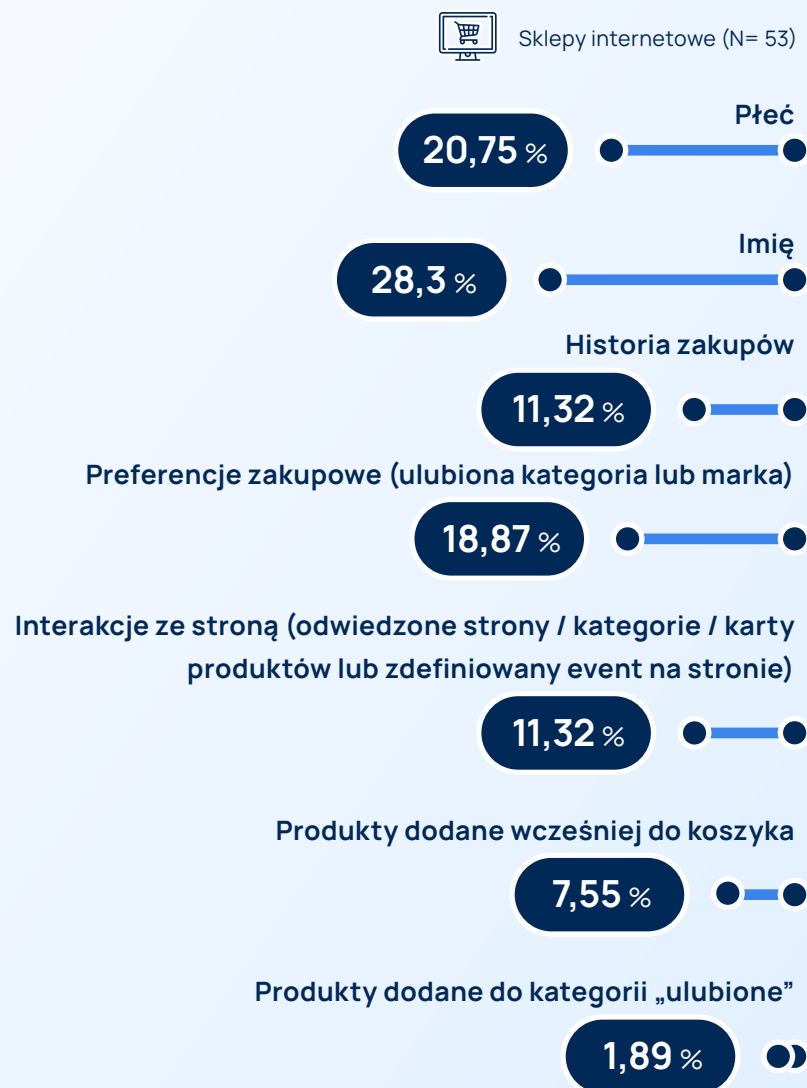 Sklepy internetowe (N= 53)
Płeć
20,75 %
Imię
28,3 %
Historia zakupów
11,32 %
Preferencje zakupowe (ulubiona kategoria lub marka)
18,87 %
Interakcje ze stroną (odwiedzone strony / kategorie / karty
produktów lub zdefiniowany event na stronie)
11,32 %
Produkty dodane wcześniej do koszyka
7,55 %
Produkty dodane do kategorii „ulubione”
1,89 %